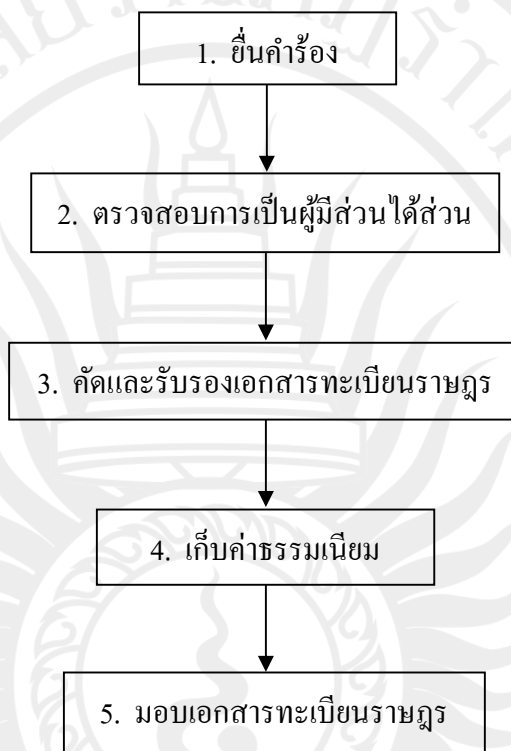 1. ยื่นคำร้อง
2. ตรวจสอบการเป็นผู้มีส่วนได้ส่วน
3. คัดและรับรองเอกสารทะเบียนราษฎร
4. เก็บค่าธรรมเนียม
5. มอบเอกสารทะเบียนราษฎร